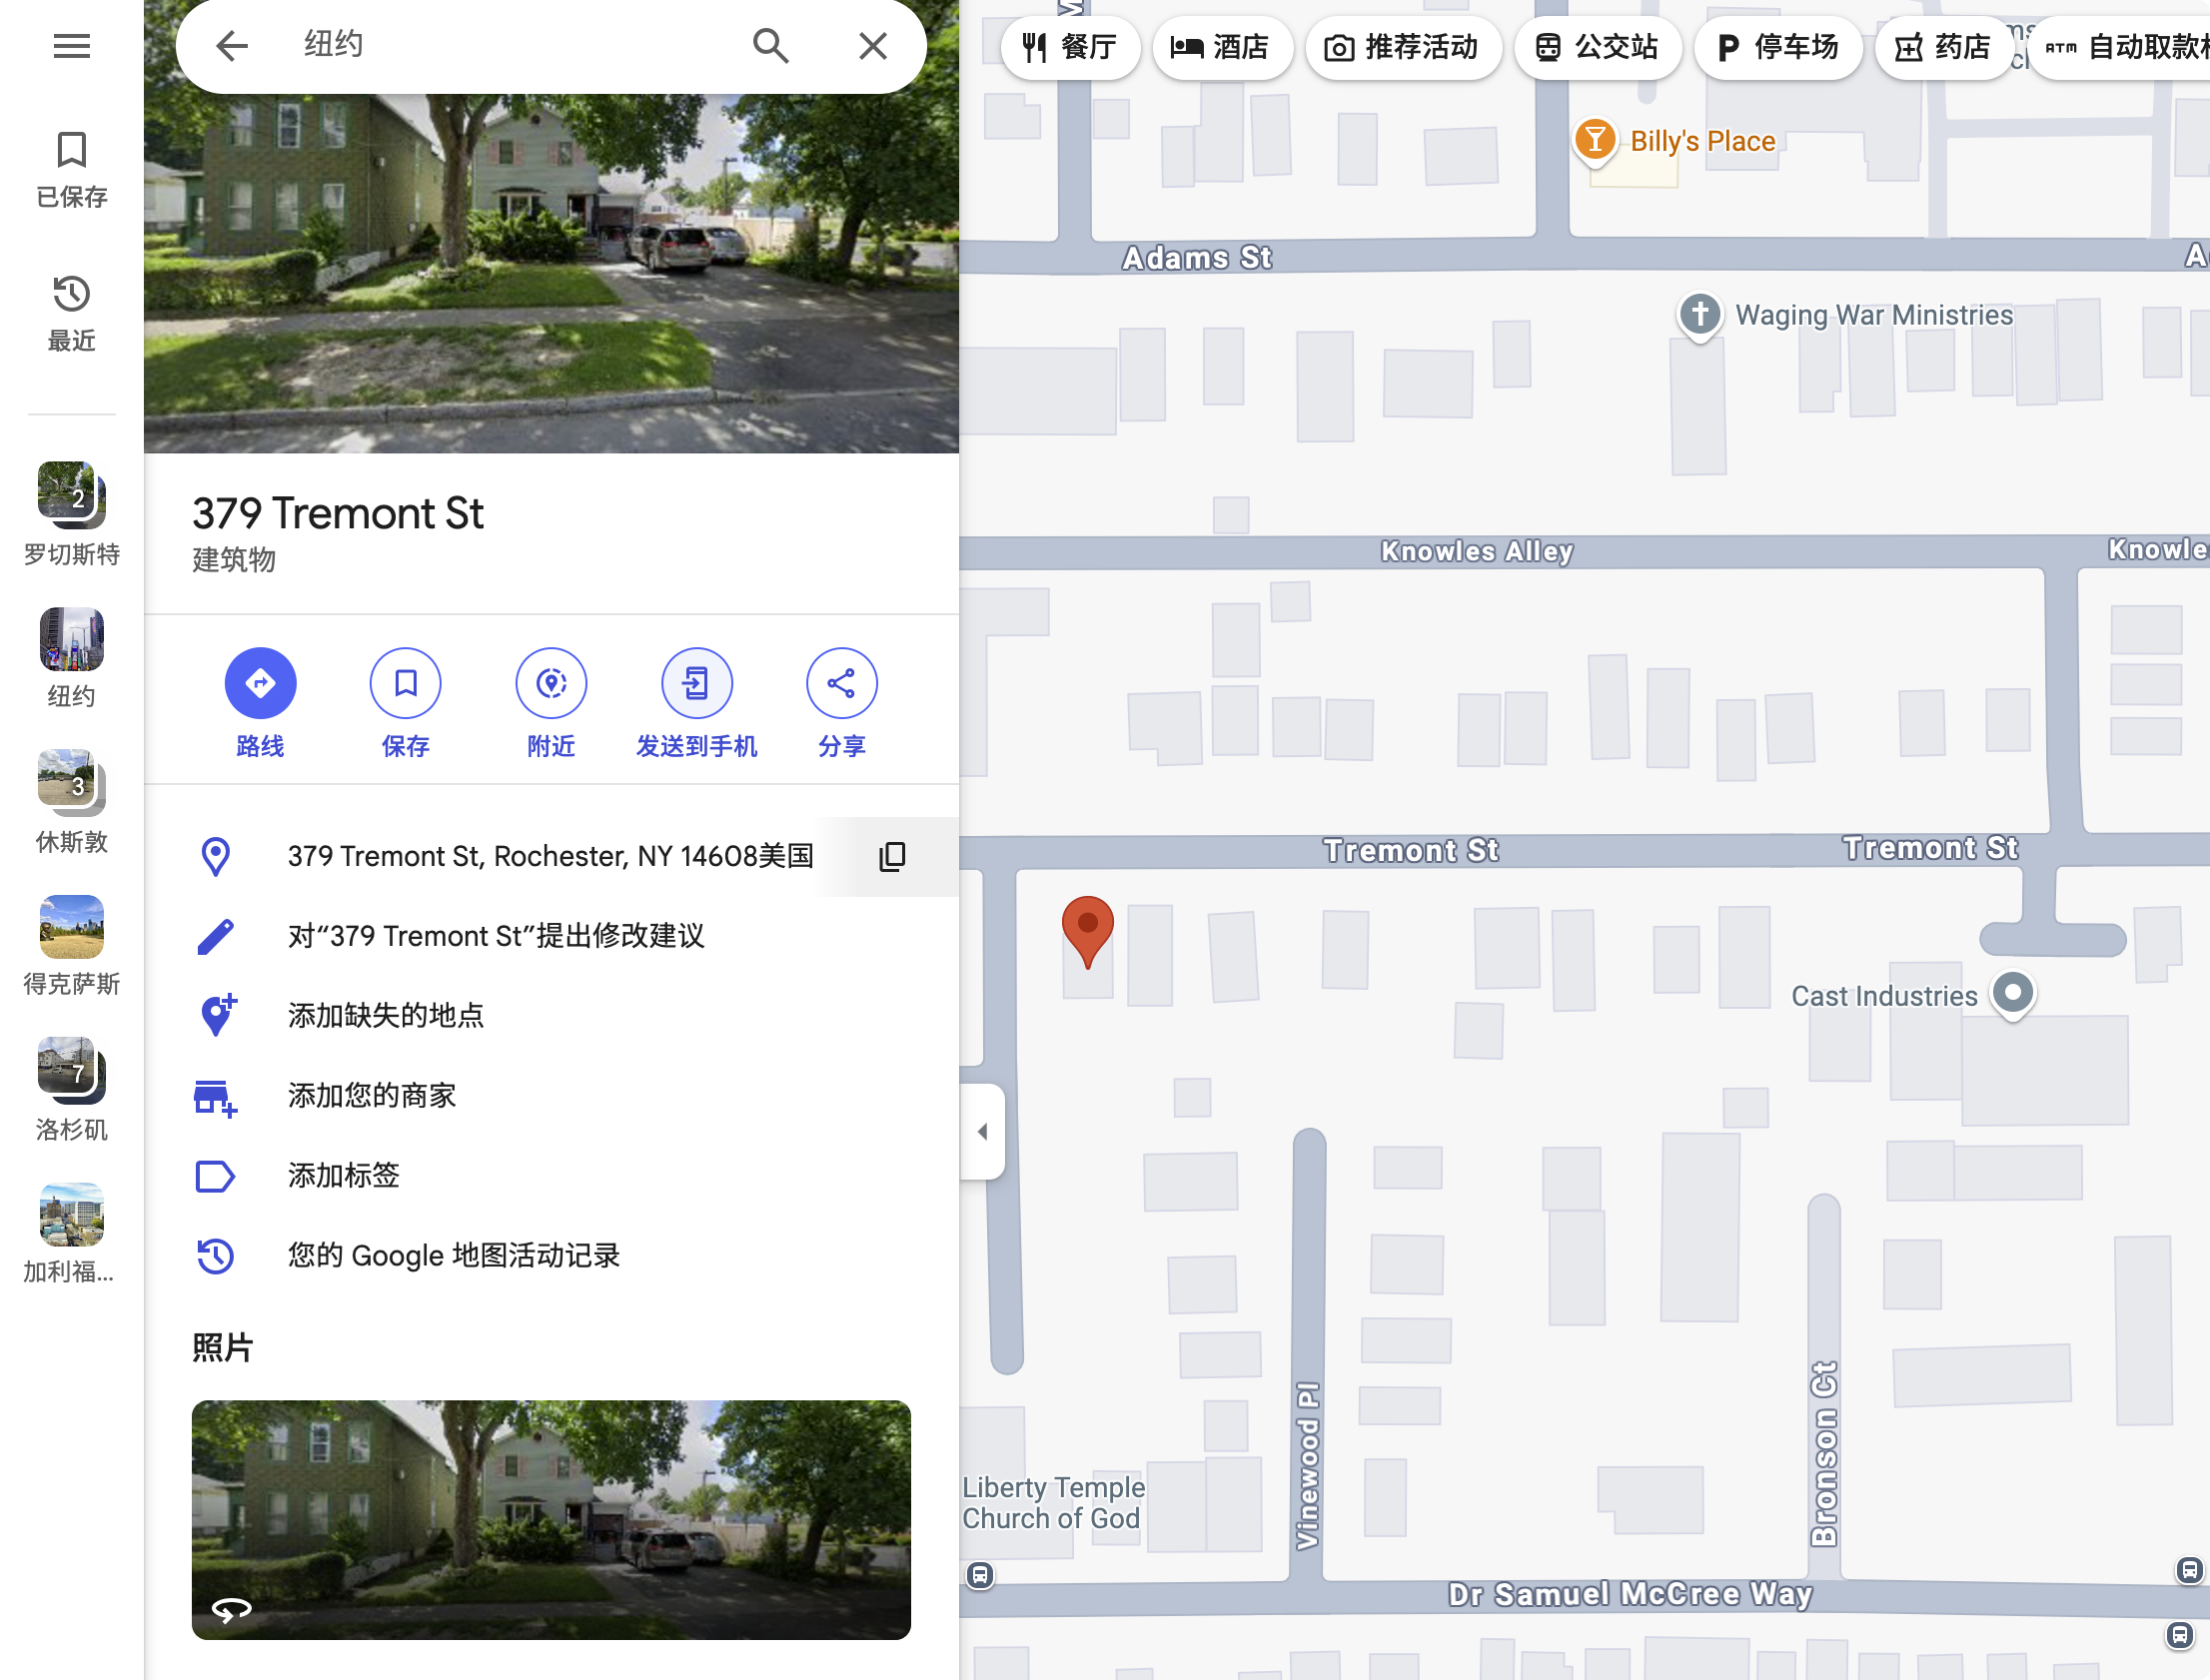 纽约
已保存
最近
2
罗切斯特
纽约
3
休斯敦
得克萨斯
7
洛杉矶
加利福...
379 Tremont St
建筑物
路线
保存
附近
发送到手机
分享
379 Tremont St, Rochester, NY 14608美国
对“379 Tremont St”提出修改建议
添加缺失的地点
添加您的商家
添加标签
您的 Google 地图活动记录
照片
餐厅
酒店
推荐活动
公交站
P 停车场
药店
ATM 自动取款
Billy's Place
Adams St
Waging War Ministries
Knowles Alley
Knowle
Tremont St
Tremont St
Cast Industries
Vinewood Pl
Bronson Ct
Liberty Temple
Church of God
Dr Samuel McCree Way